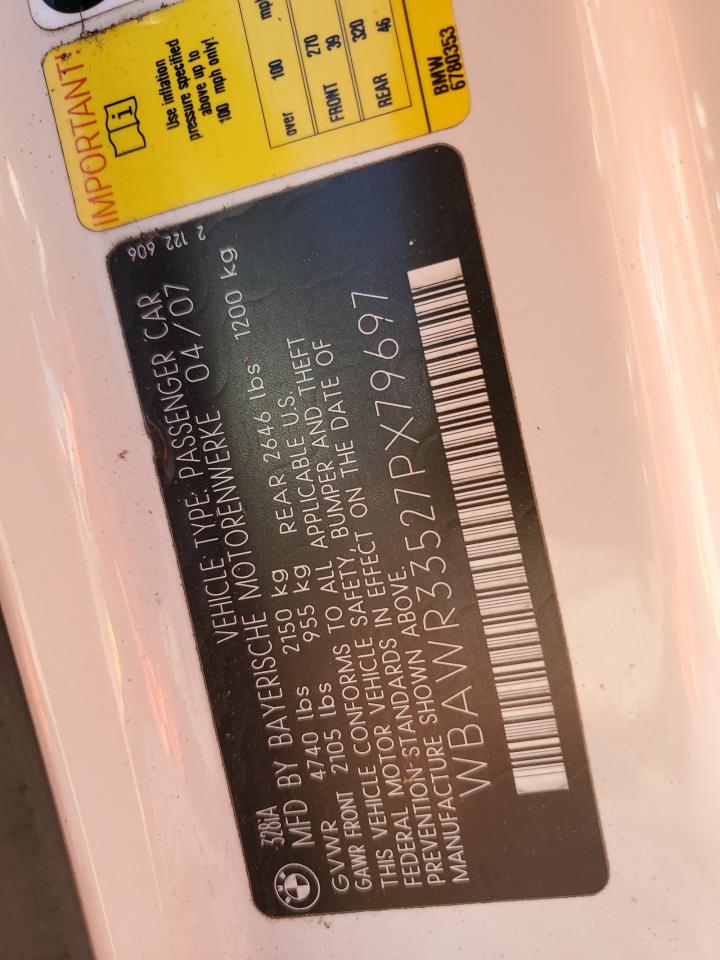 IMPORTANT!
Use inflation
pressure specified
above up to
100 mph only!
over 100 mph
FRONT 270 39
REAR 320 46
BMW
6780353
2 122 606
328iA VEHICLE TYPE: PASSENGER CAR
MFD BY BAYERISCHE MOTORENWERKE 04/07
GVWR 4740 lbs 2150 kg
GAWR FRONT 2105 lbs 955 kg REAR 2646 lbs 1200 kg
THIS VEHICLE CONFORMS TO ALL APPLICABLE U.S.
FEDERAL MOTOR VEHICLE SAFETY, BUMPER AND THEFT
PREVENTION STANDARDS IN EFFECT ON THE DATE OF
MANUFACTURE SHOWN ABOVE.
WBAWR33527PX79697